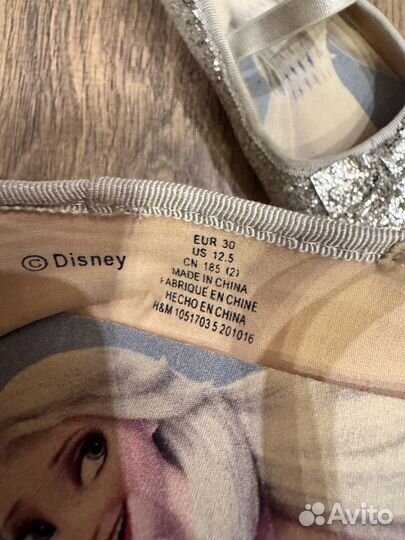 © Disney
EUR 30
US 12.5
CN 185 (2)
MADE IN CHINA
FABRIQUE EN CHINE
HECHO EN CHINA
H&M 1051703 5 201016
Avito